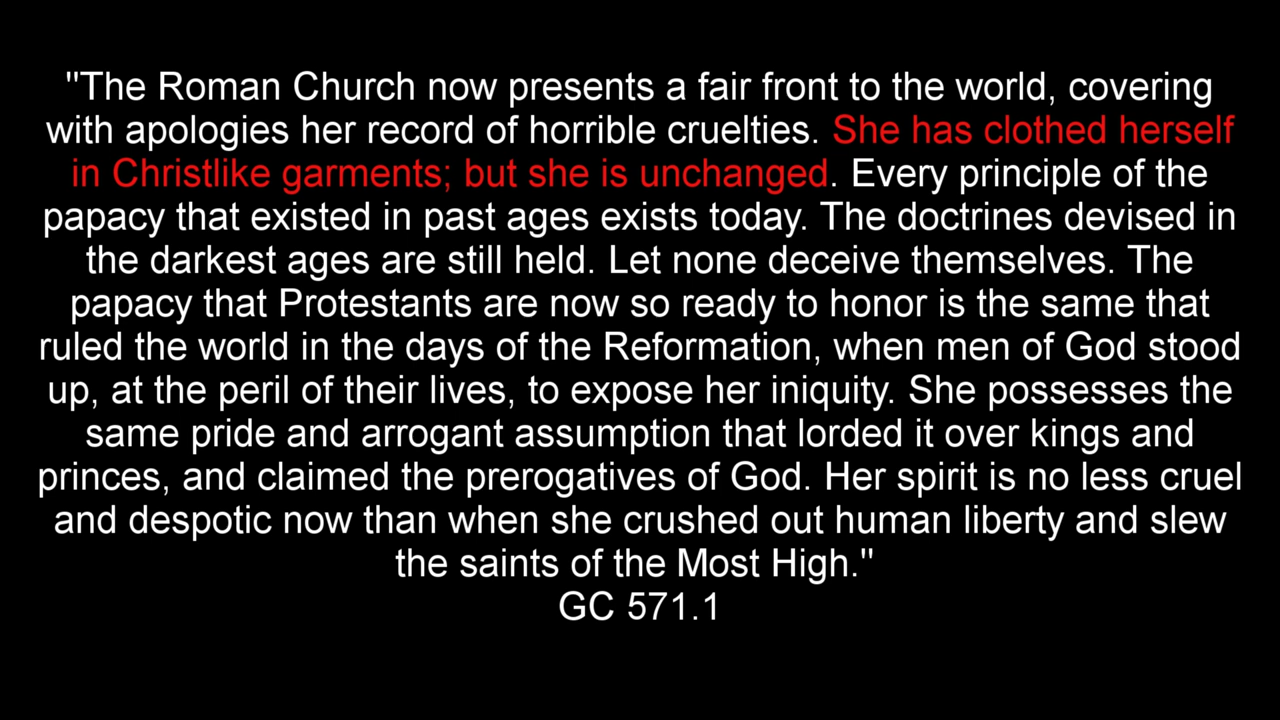 "The Roman Church now presents a fair front to the world, covering
with apologies her record of horrible cruelties. She has clothed herself
in Christlike garments; but she is unchanged. Every principle of the
papacy that existed in past ages exists today. The doctrines devised in
the darkest ages are still held. Let none deceive themselves. The
papacy that Protestants are now so ready to honor is the same that
ruled the world in the days of the Reformation, when men of God stood
up, at the peril of their lives, to expose her iniquity. She possesses the
same pride and arrogant assumption that lorded it over kings and
princes, and claimed the prerogatives of God. Her spirit is no less cruel
and despotic now than when she crushed out human liberty and slew
the saints of the Most High."
GC 571.1